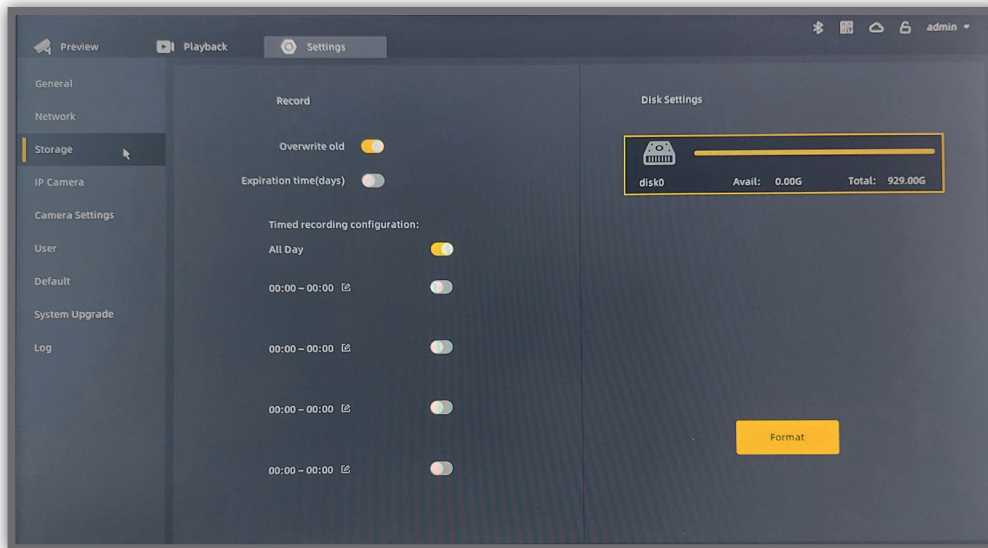 Preview Playback Settings admin
General
Network
Storage
IP Camera
Camera Settings
User
Default
System Upgrade
Log
Record
Overwrite old
Expiration time(days)
Timed recording configuration:
All Day
00:00 ~ 00:00
00:00 ~ 00:00
00:00 ~ 00:00
00:00 ~ 00:00
Disk Settings
disk0 Avail: 0.00G Total: 929.00G
Format